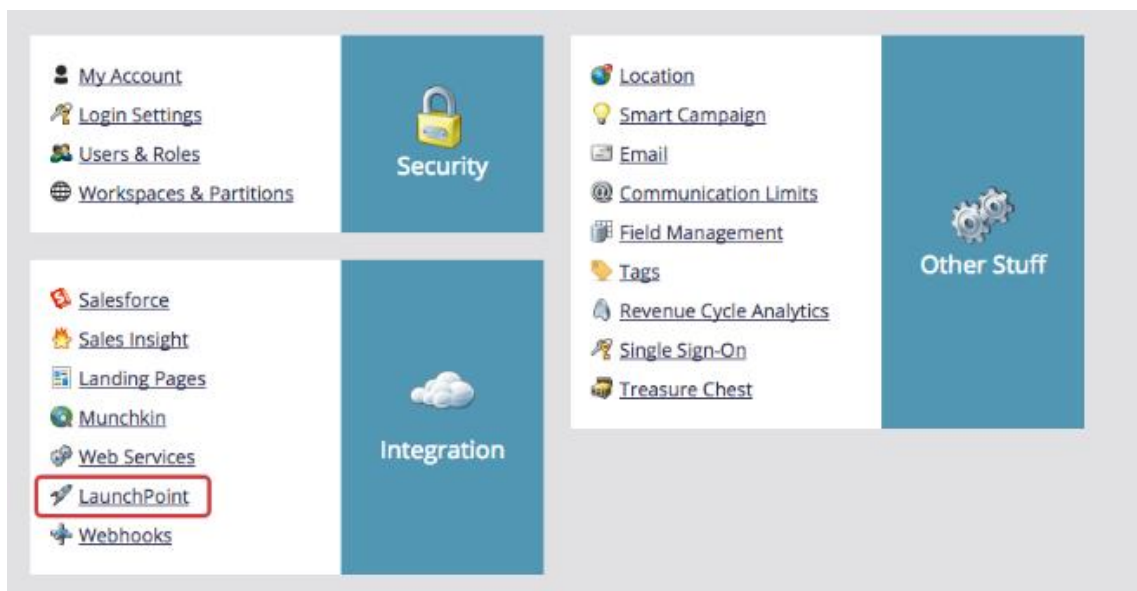 My Account
Login Settings
Users & Roles
Workspaces & Partitions
Security
Salesforce
Sales Insight
Landing Pages
Munchkin
Web Services
LaunchPoint
Webhooks
Integration
Location
Smart Campaign
Email
Communication Limits
Field Management
Tags
Revenue Cycle Analytics
Single Sign-On
Treasure Chest
Other Stuff